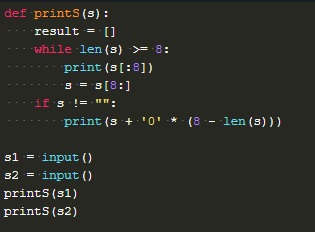 def printS(s):
    result = []
    while len(s) >= 8:
        print(s[:8])
        s = s[8:]
    if s != "":
        print(s + '0' * (8 - len(s)))

s1 = input()
s2 = input()
printS(s1)
printS(s2)